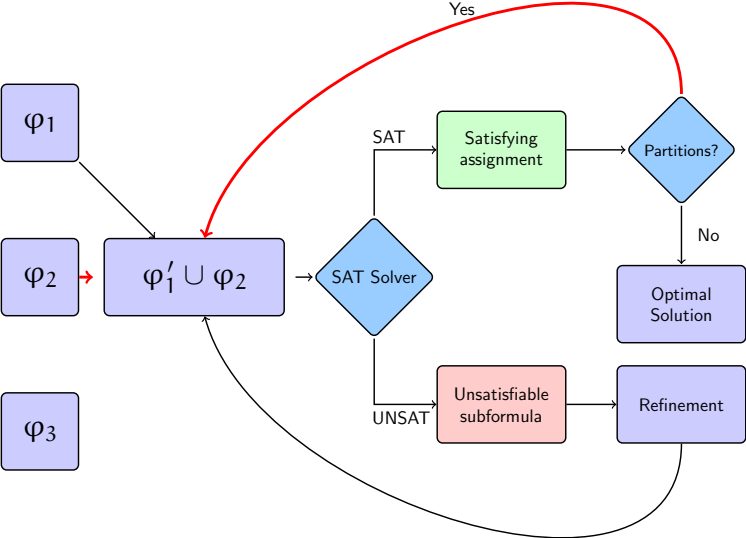 Yes
φ₁
SAT
Satisfying
assignment
Partitions?
No
φ₂
φ′₁ ∪ φ₂
SAT Solver
Optimal
Solution
UNSAT
Unsatisfiable
subformula
Refinement
φ₃